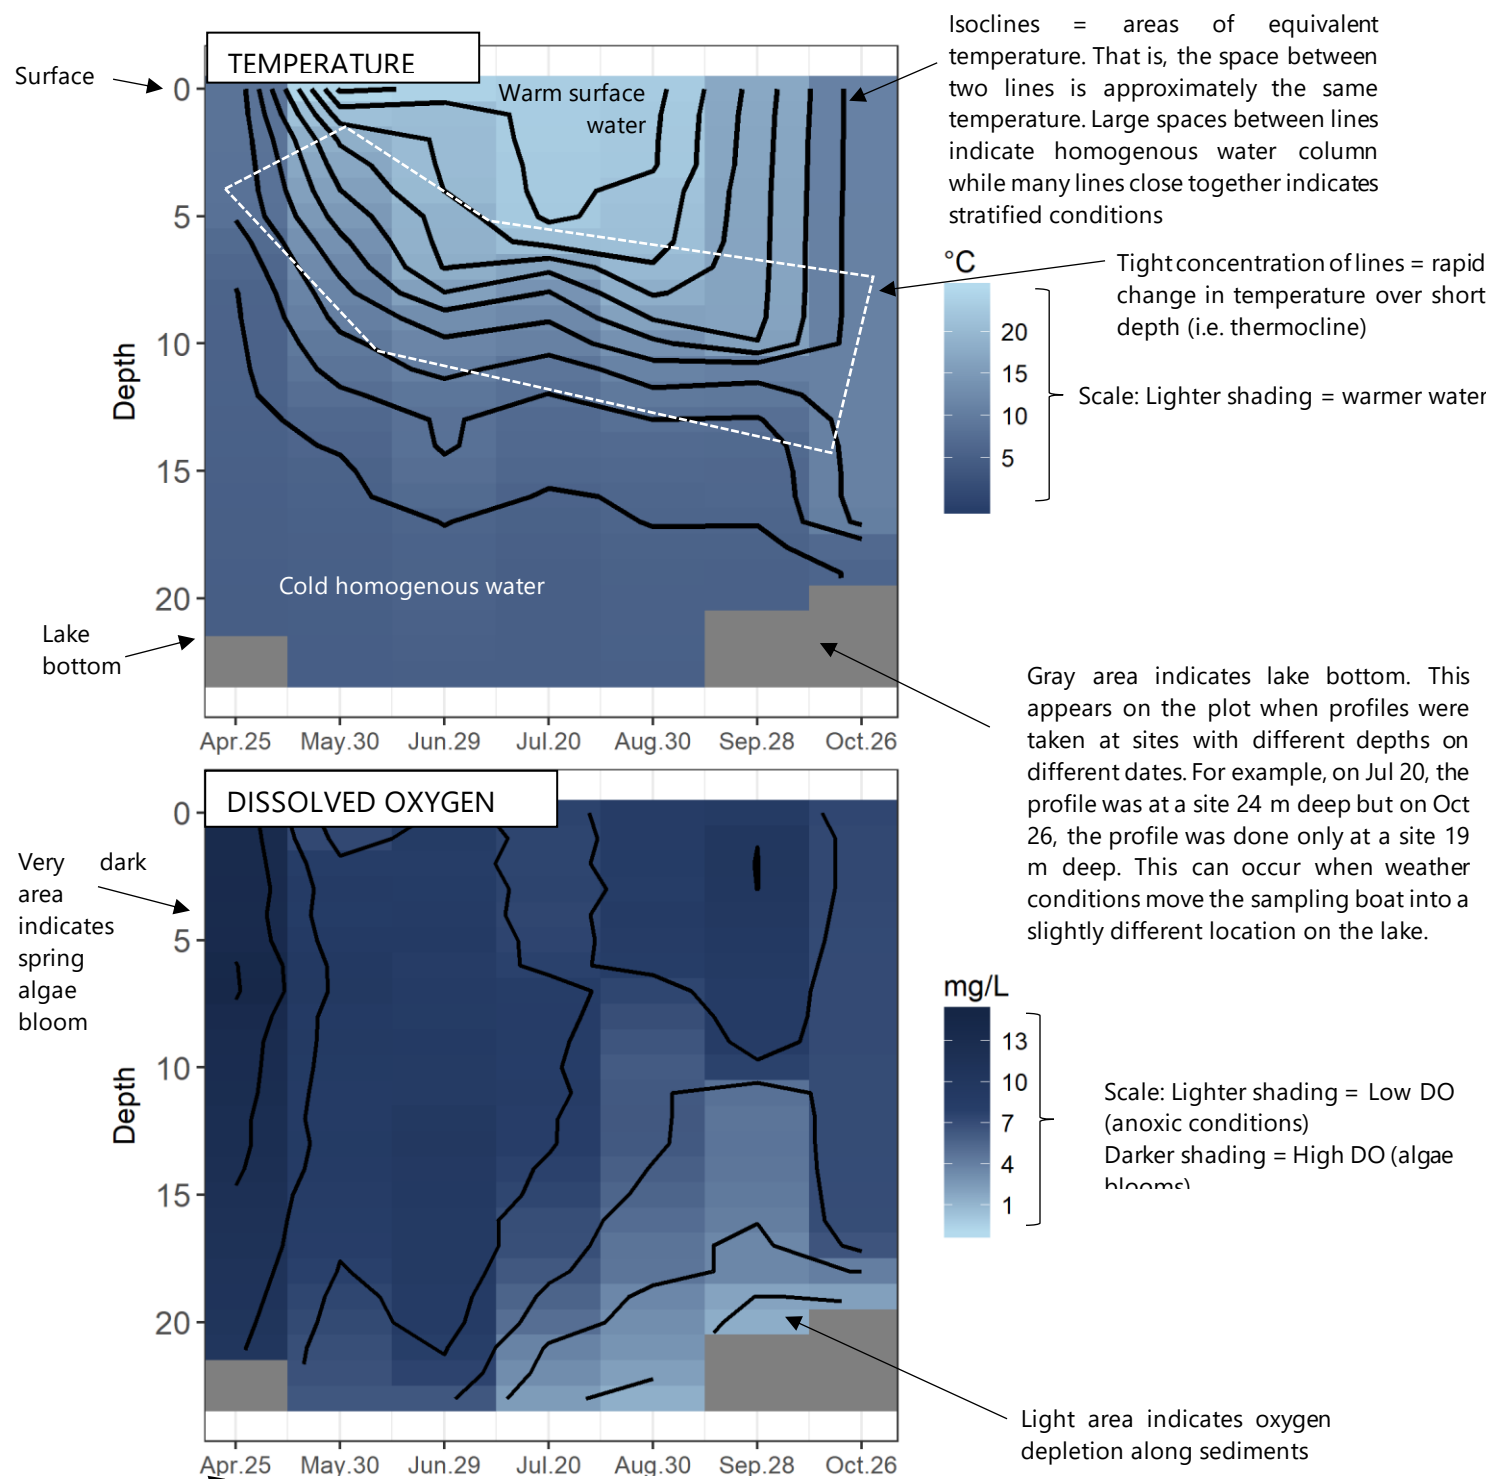 Isoclines = areas of equivalent
temperature. That is, the space between
two lines is approximately the same
temperature. Large spaces between lines
indicate homogenous water column
while many lines close together indicates
stratified conditions
TEMPERATURE
Surface
Warm surface
water
0
5
10
15
20
Depth
°C
20
15
10
5
Tight concentration of lines = rapid
change in temperature over short
depth (i.e. thermocline)
Scale: Lighter shading = warmer water
Cold homogenous water
Lake
bottom
Apr.25 May.30 Jun.29 Jul.20 Aug.30 Sep.28 Oct.26
Gray area indicates lake bottom. This
appears on the plot when profiles were
taken at sites with different depths on
different dates. For example, on Jul 20, the
profile was at a site 24 m deep but on Oct
26, the profile was done only at a site 19
m deep. This can occur when weather
conditions move the sampling boat into a
slightly different location on the lake.
DISSOLVED OXYGEN
Very dark
area
indicates
spring
algae
bloom
0
5
10
15
20
Depth
mg/L
13
10
7
4
1
Scale: Lighter shading = Low DO
(anoxic conditions)
Darker shading = High DO (algae
blooms)
Light area indicates oxygen
depletion along sediments
Apr.25 May.30 Jun.29 Jul.20 Aug.30 Sep.28 Oct.26